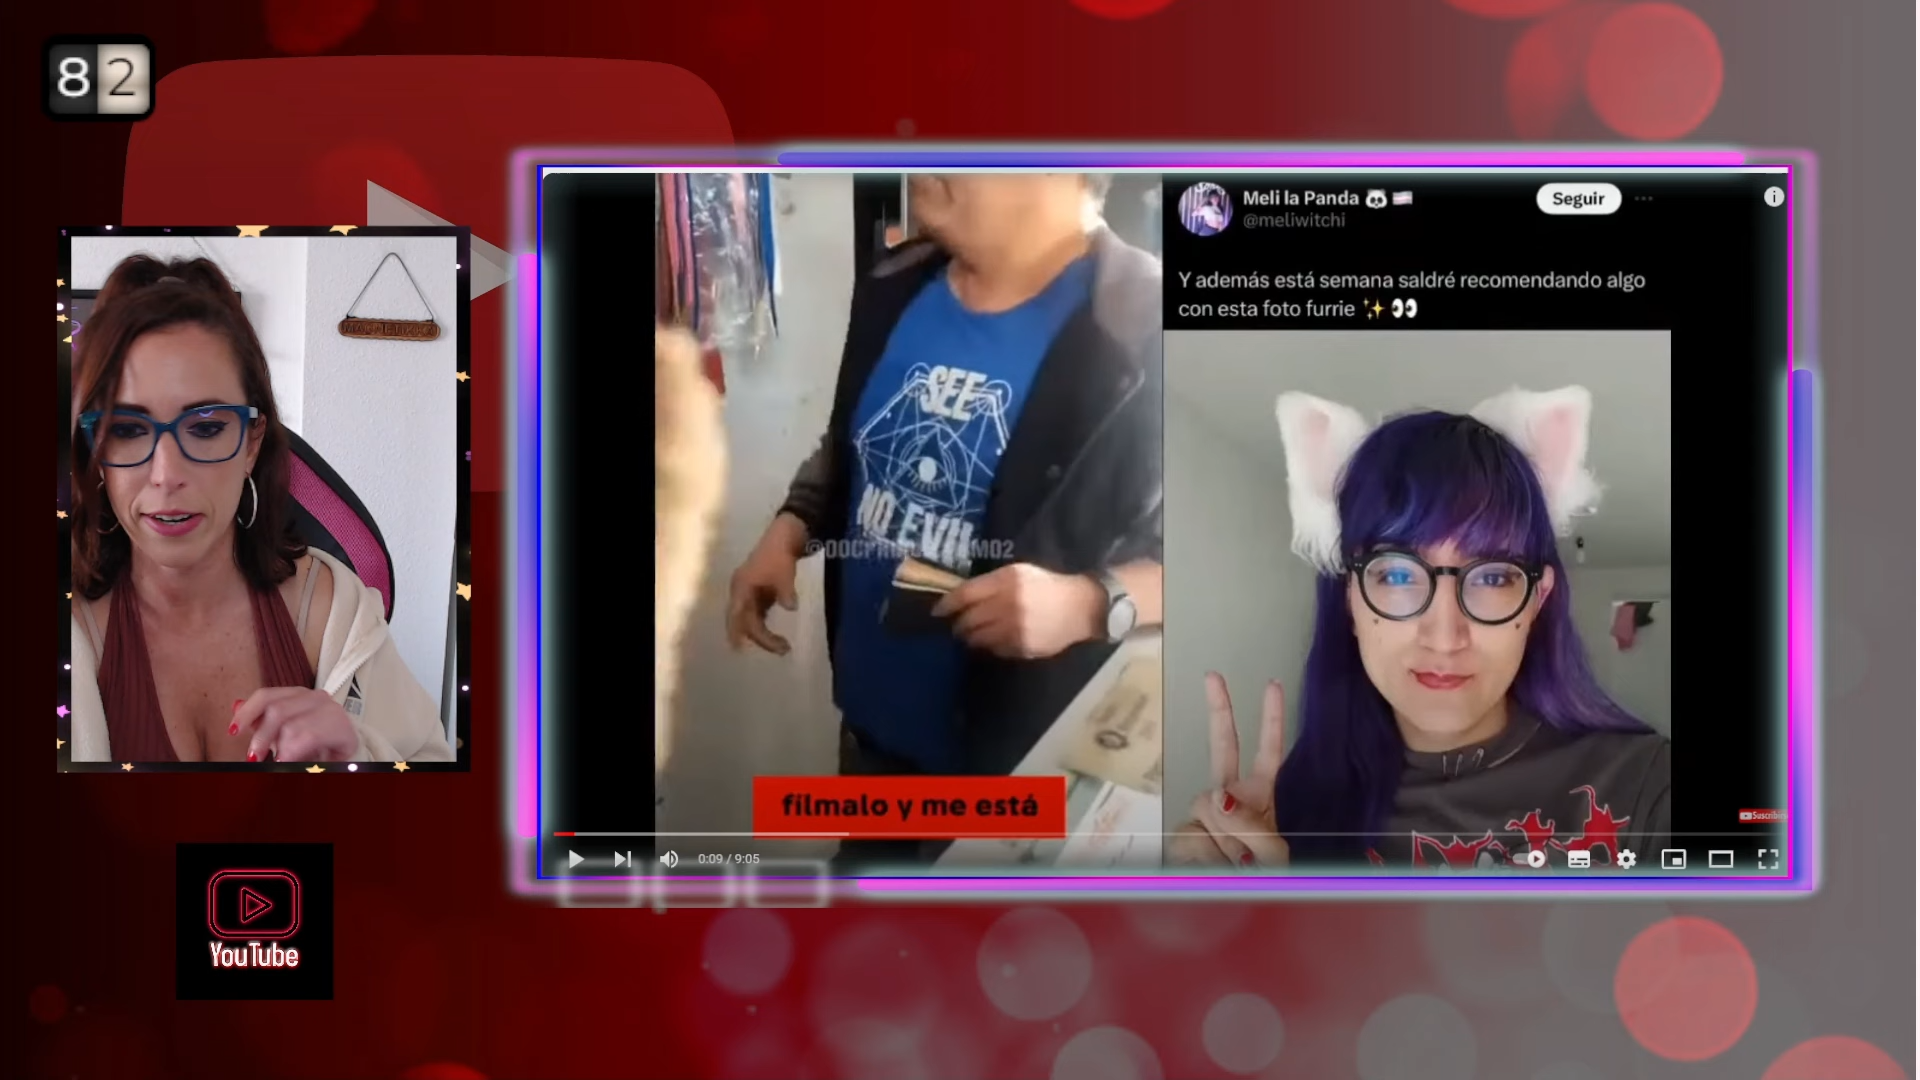 82
Meli la Panda
@meliwitchi
Seguir
Y además está semana saldré recomendando algo
con esta foto furrie
SEE
NO EVIL
fílmalo y me está
0:09 / 9:05
YouTube